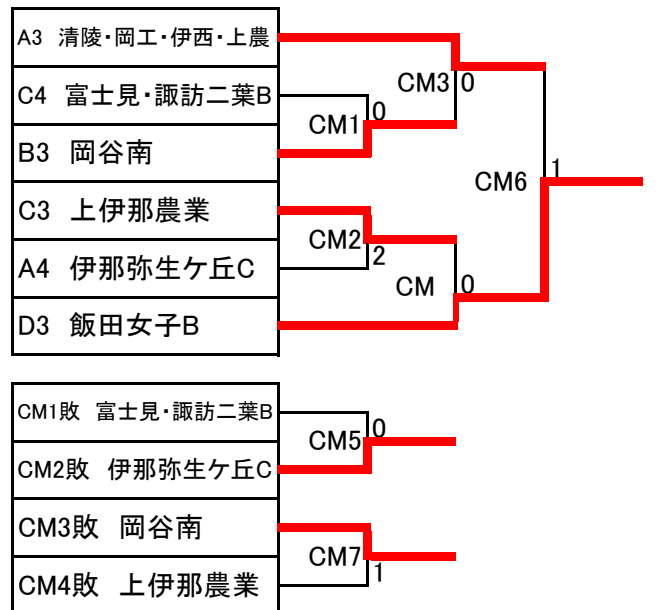 A3 清陵・岡工・伊西・上農
C4 富士見・諏訪二葉B
B3 岡谷南
C3 上伊那農業
A4 伊那弥生ケ丘C
D3 飯田女子B
CM1
0
CM2
2
CM3
0
CM
0
CM6
1
CM1敗 富士見・諏訪二葉B
CM2敗 伊那弥生ケ丘C
CM3敗 岡谷南
CM4敗 上伊那農業
CM5
0
CM7
1